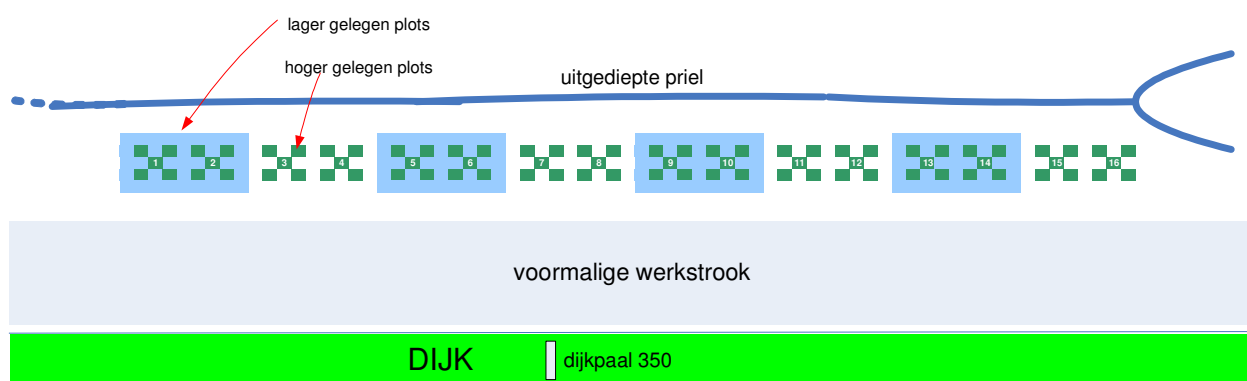 lager gelegen plots
hoger gelegen plots
uitgediepte priel
1 2 3 4 5 6 7 8 9 10 11 12 13 14 15 16
voormalige werkstrook
DIJK dijkpaal 350